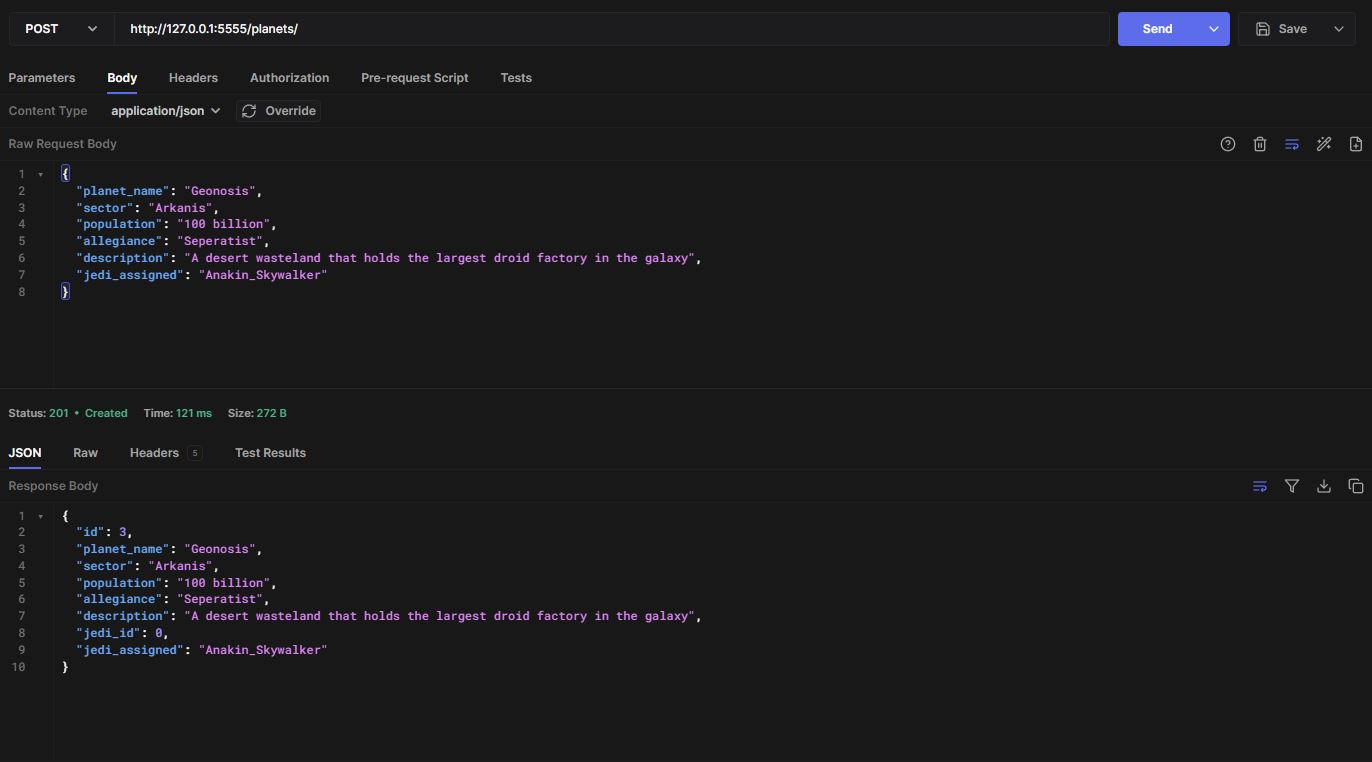 POST http://127.0.0.1:5555/planets/ Send Save
Parameters Body Headers Authorization Pre-request Script Tests
Content Type application/json Override
Raw Request Body
1 {
2 "planet_name": "Geonosis",
3 "sector": "Arkanis",
4 "population": "100 billion",
5 "allegiance": "Seperatist",
6 "description": "A desert wasteland that holds the largest droid factory in the galaxy",
7 "jedi_assigned": "Anakin_Skywalker"
8 }
Status: 201 • Created Time: 121 ms Size: 272 B
JSON Raw Headers 5 Test Results
Response Body
1 {
2 "id": 3,
3 "planet_name": "Geonosis",
4 "sector": "Arkanis",
5 "population": "100 billion",
6 "allegiance": "Seperatist",
7 "description": "A desert wasteland that holds the largest droid factory in the galaxy",
8 "jedi_id": 0,
9 "jedi_assigned": "Anakin_Skywalker"
10 }